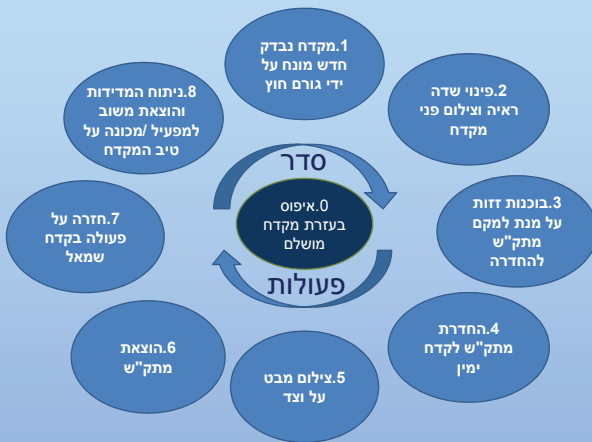 סדר
פעולות
0.איפוס
בעזרת מקדח
מושלם
1.מקדח נבדק
חדש מונח על
ידי גורם חוץ
2.פינוי שדה
ראיה וצילום פני
מקדח
3.בוכנות זזות
על מנת למקם
מתק"ש
להחדרה
4.החדרת
מתק"ש לקדח
ימין
5.צילום מבט
על וצד
6.הוצאת
מתק"ש
7.חזרה על
פעולה בקדח
שמאל
8.ניתוח המדידות
והוצאת משוב
למפעיל /מכונה על
טיב המקדח